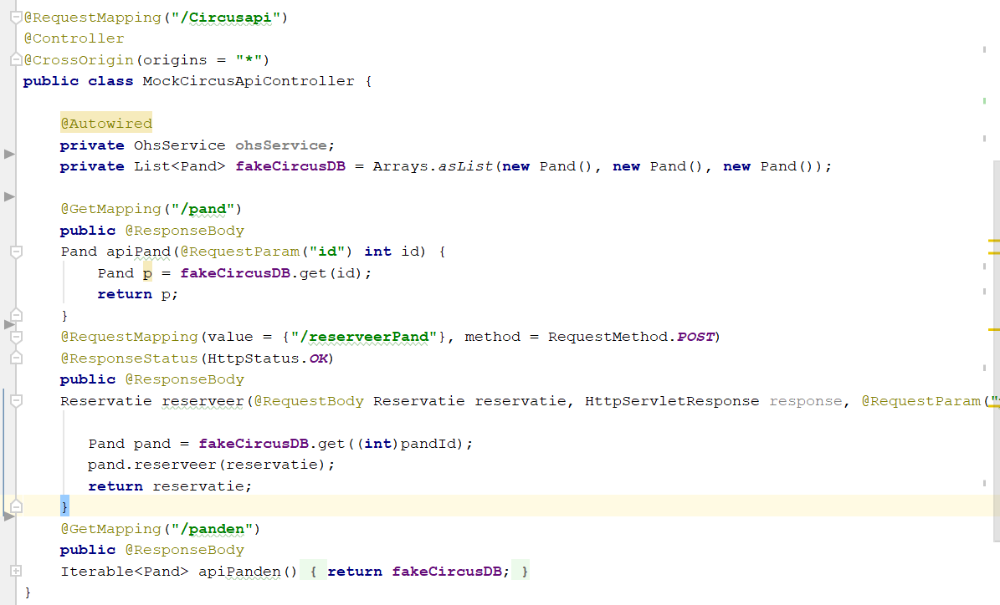 @RequestMapping("/Circusapi")
@Controller
@CrossOrigin(origins = "*")
public class MockCircusApiController {
@Autowired
private OhsService ohsService;
private List<Pand> fakeCircusDB = Arrays.asList(new Pand(), new Pand(), new Pand());
@GetMapping("/pand")
public @ResponseBody
Pand apiPand(@RequestParam("id") int id) {
Pand p = fakeCircusDB.get(id);
return p;
}
@RequestMapping(value = {"/reserveerPand"}, method = RequestMethod.POST)
@ResponseStatus(HttpStatus.OK)
public @ResponseBody
Reservatie reserveer(@RequestBody Reservatie reservatie, HttpServletResponse response, @RequestParam("
Pand pand = fakeCircusDB.get((int)pandId);
pand.reserveer(reservatie);
return reservatie;
}
@GetMapping("/panden")
public @ResponseBody
Iterable<Pand> apiPanden() { return fakeCircusDB; }
}